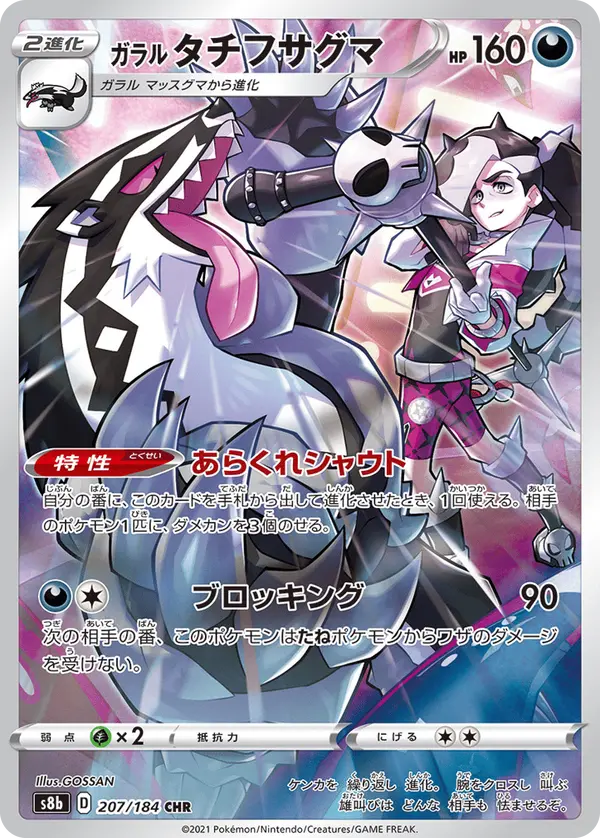 2進化 ガラル タチフサグマ HP 160
ガラル マッスグマから進化
特性 とくせい あらくれシャウト
自分の番に、このカードを手札から出して進化させたとき、1回使える。相手
のポケモン1匹に、ダメカンを3個のせる。
ブロッキング 90
次の相手の番、このポケモンはたねポケモンからワザのダメージ
を受けない。
弱点 ×2 抵抗力 にげる
Illus.GOSSAN
s8b D 207/184 CHR
ケンカを 繰り返し 進化。 腕をクロスし 叫ぶ
雄叫びは どんな 相手も 怯ませるぞ。
©2021 Pokémon/Nintendo/Creatures/GAME FREAK.